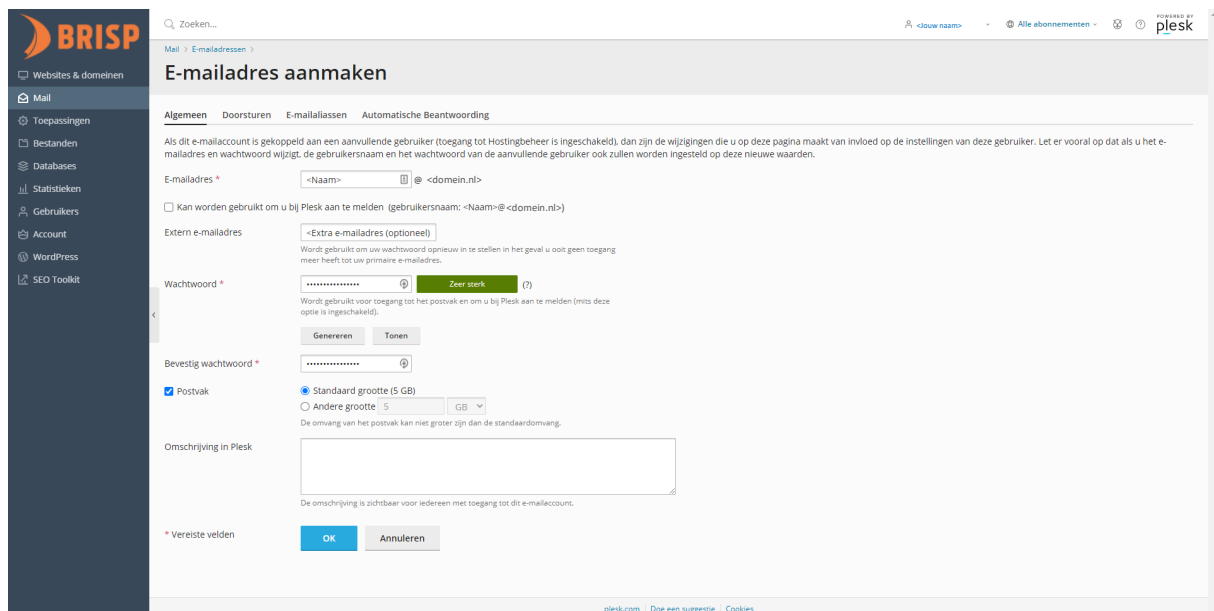 BRISP
Websites & domeinen
Mail
Toepassingen
Bestanden
Databases
Statistieken
Gebruikers
Account
WordPress
SEO Toolkit
Zoeken...
<Jouw naam>
Alle abonnementen
POWERED BY
plesk
Mail > E-mailadressen >
E-mailadres aanmaken
Algemeen Doorsturen E-mailaliassen Automatische Beantwoording
Als dit e-mailaccount is gekoppeld aan een aanvullende gebruiker (toegang tot Hostingbeheer is ingeschakeld), dan zijn de wijzigingen die u op deze pagina maakt van invloed op de instellingen van deze gebruiker. Let er vooral op dat als u het e-
mailadres en wachtwoord wijzigt, de gebruikersnaam en het wachtwoord van de aanvullende gebruiker ook zullen worden ingesteld op deze nieuwe waarden.
E-mailadres * <Naam> @ <domein.nl>
Kan worden gebruikt om u bij Plesk aan te melden (gebruikersnaam: <Naam>@<domein.nl>)
Extern e-mailadres <Extra e-mailadres (optioneel)
Wordt gebruikt om uw wachtwoord opnieuw in te stellen in het geval u ooit geen toegang
meer heeft tot uw primaire e-mailadres.
Wachtwoord * •••••••••••••••• Zeer sterk (?)
Wordt gebruikt voor toegang tot het postvak en om u bij Plesk aan te melden (mits deze
optie is ingeschakeld).
Genereren Tonen
Bevestig wachtwoord * ••••••••••••••••
Postvak Standaard grootte (5 GB)
Andere grootte 5 GB
De omvang van het postvak kan niet groter zijn dan de standaardomvang.
Omschrijving in Plesk
De omschrijving is zichtbaar voor iedereen met toegang tot dit e-mailaccount.
* Vereiste velden OK Annuleren
plesk.com Doe een suggestie Cookies